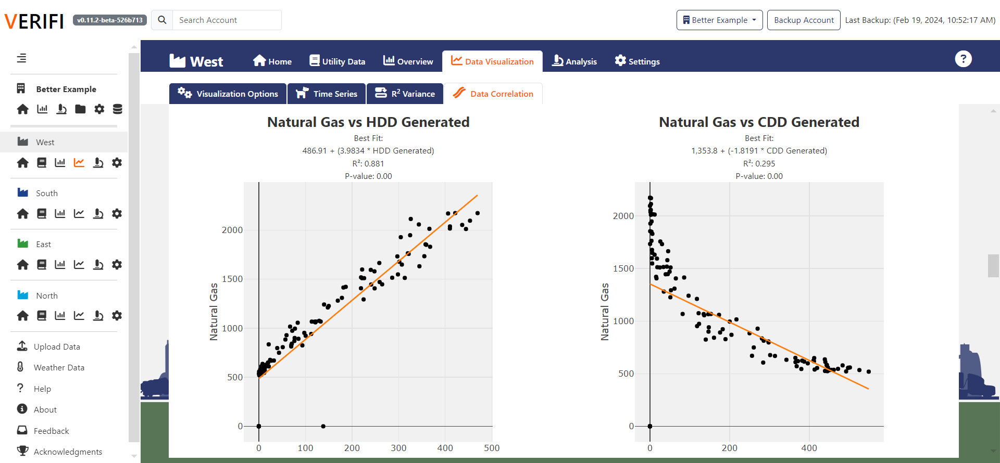 VERIFI v0.11.2-beta-526b713 Search Account Better Example Backup Account Last Backup: (Feb 19, 2024, 10:52:17 AM)
West Home Utility Data Overview Data Visualization Analysis Settings ?
Visualization Options Time Series R² Variance Data Correlation
Better Example
West
South
East
North
Upload Data
Weather Data
? Help
About
Feedback
Acknowledgments
Natural Gas vs HDD Generated
Best Fit:
486.91 + (3.9834 * HDD Generated)
R²: 0.881
P-value: 0.00
Natural Gas
2000
1500
1000
500
0
0 100 200 300 400 500
Natural Gas vs CDD Generated
Best Fit:
1,353.8 + (-1.8191 * CDD Generated)
R²: 0.295
P-value: 0.00
Natural Gas
2000
1500
1000
500
0
0 200 400